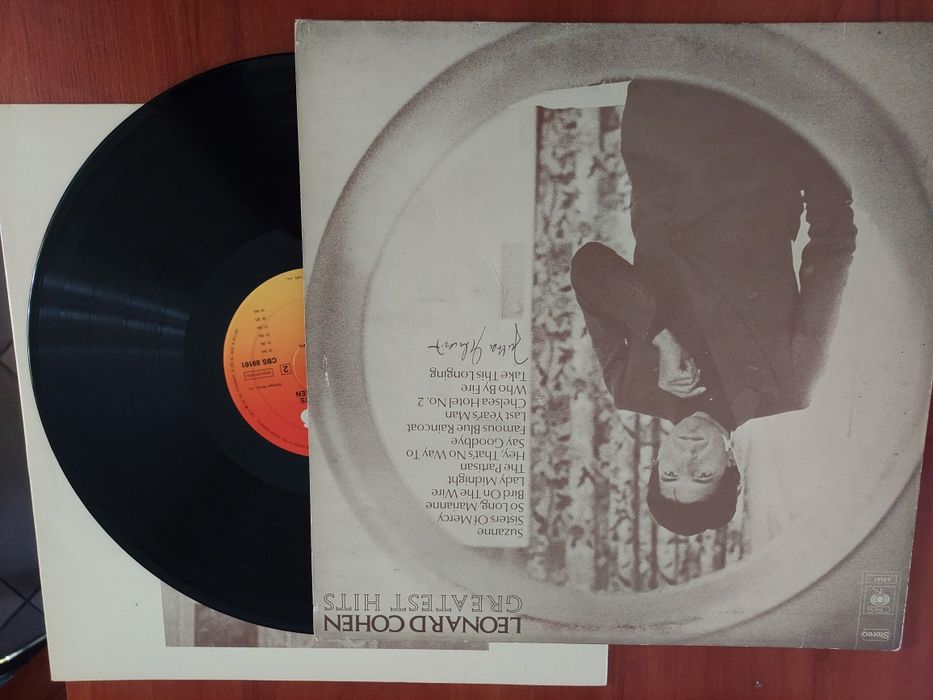 LEONARD COHEN
GREATEST HITS
Suzanne
Sisters Of Mercy
So Long, Marianne
Bird On The Wire
Lady Midnight
The Partisan
Hey, That's No Way To
Say Goodbye
Famous Blue Raincoat
Last Year's Man
Chelsea Hotel No. 2
Who By Fire
Take This Longing
Stereo
CBS
69161
2
CBS 69161